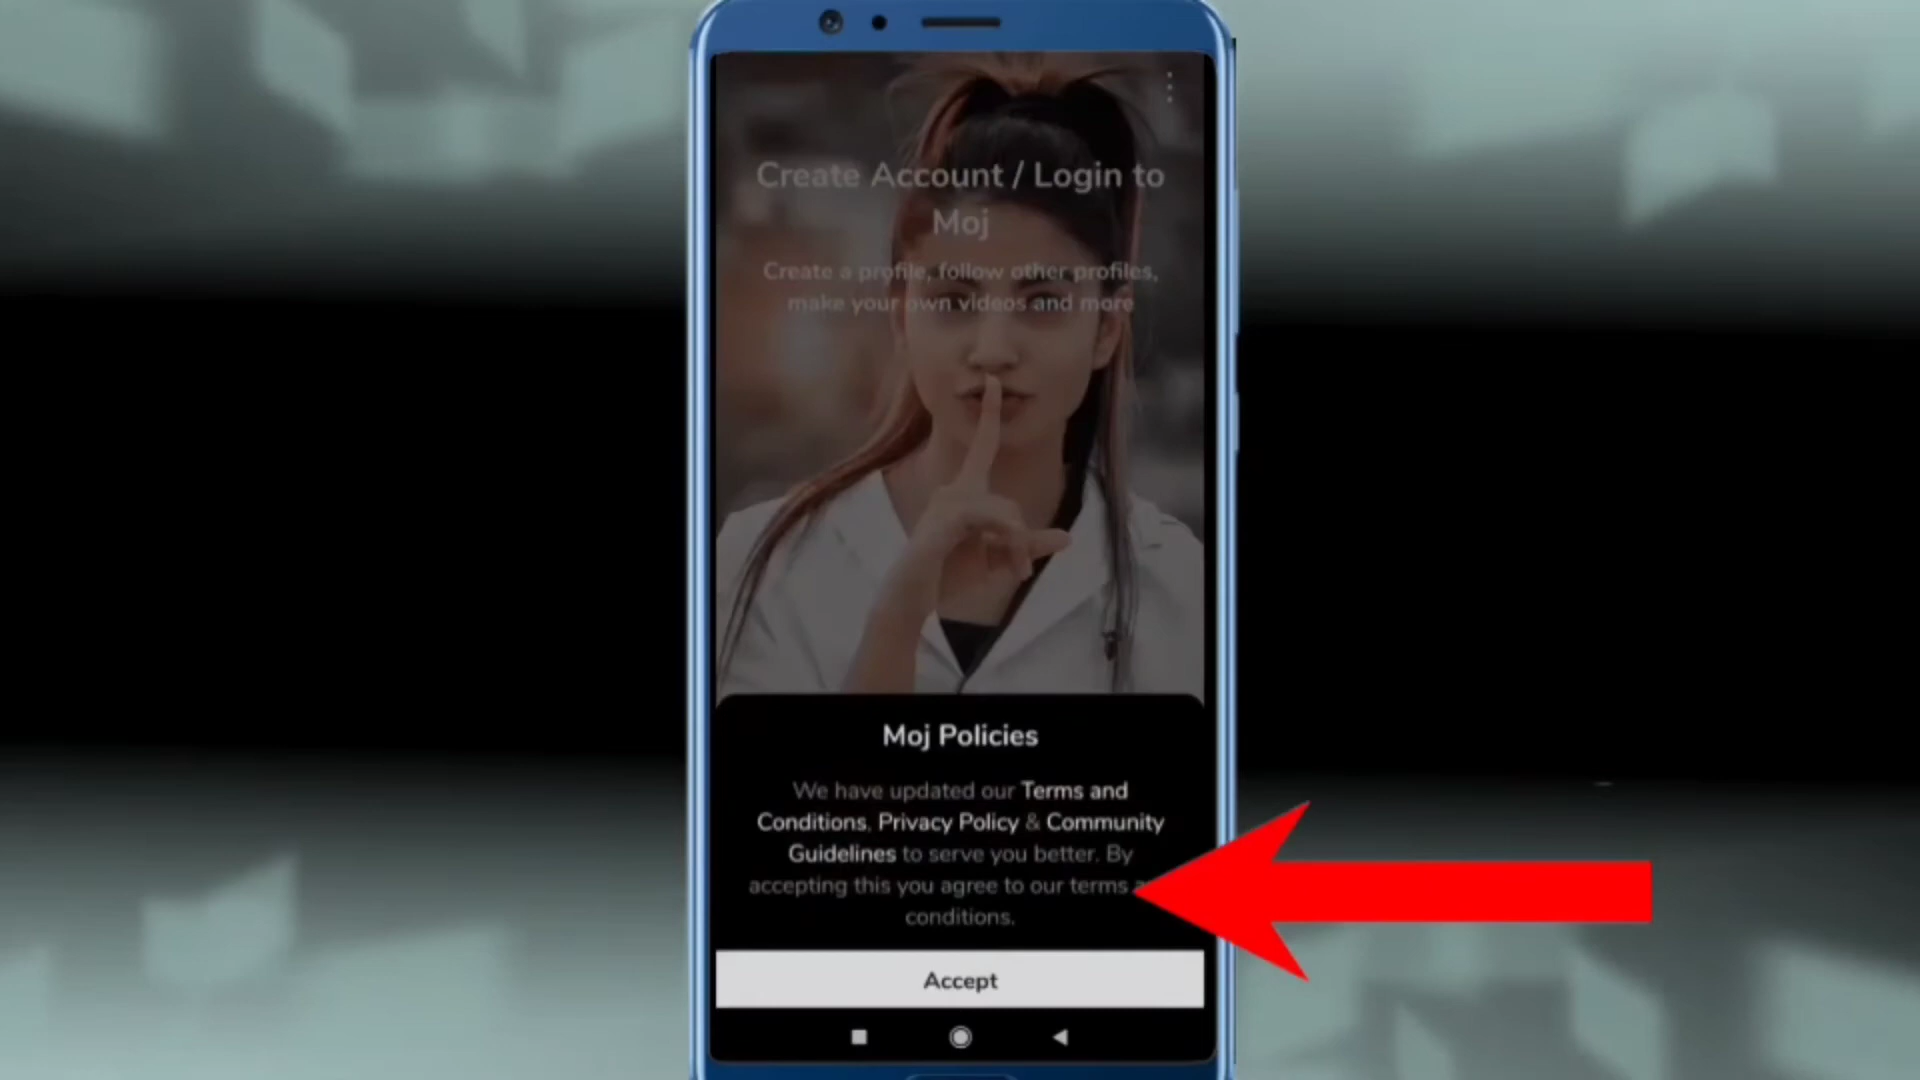 Create Account / Login to
Moj
Create a profile, follow other profiles,
make your own videos and more
Moj Policies
We have updated our Terms and
Conditions, Privacy Policy & Community
Guidelines to serve you better. By
accepting this you agree to our terms
conditions.
Accept